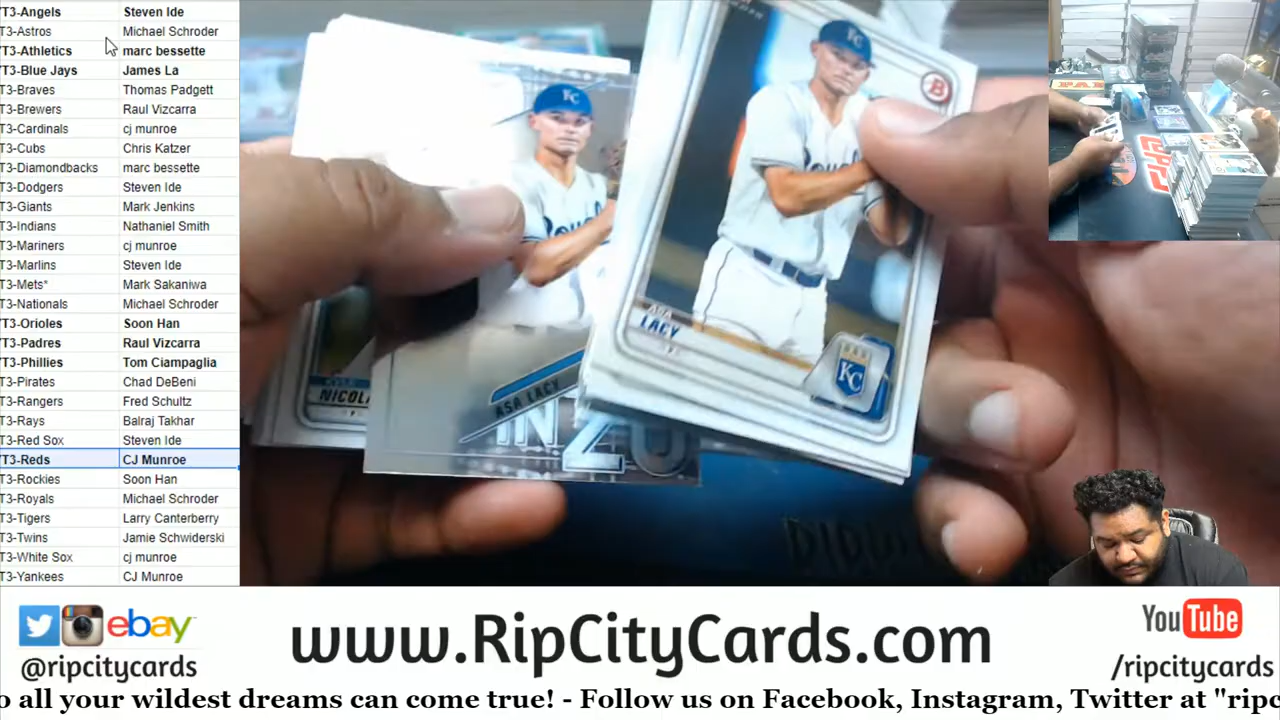 T3-Angels Steven Ide
T3-Astros Michael Schroder
T3-Athletics marc bessette
T3-Blue Jays James La
T3-Braves Thomas Padgett
T3-Brewers Raul Vizcarra
T3-Cardinals cj munroe
T3-Cubs Chris Katzer
T3-Diamondbacks marc bessette
T3-Dodgers Steven Ide
T3-Giants Mark Jenkins
T3-Indians Nathaniel Smith
T3-Mariners cj munroe
T3-Marlins Steven Ide
T3-Mets* Mark Sakaniwa
T3-Nationals Michael Schroder
T3-Orioles Soon Han
T3-Padres Raul Vizcarra
T3-Phillies Tom Ciampaglia
T3-Pirates Chad DeBeni
T3-Rangers Fred Schultz
T3-Rays Balraj Takhar
T3-Red Sox Steven Ide
T3-Reds CJ Munroe
T3-Rockies Soon Han
T3-Royals Michael Schroder
T3-Tigers Larry Canterberry
T3-Twins Jamie Schwiderski
T3-White Sox cj munroe
T3-Yankees CJ Munroe
KC
KC
B
ASA
LACY
KC
ASA LACY
NICOL
ebay
@ripcitycards
www.RipCityCards.com
YouTube
/ripcitycards
o all your wildest dreams can come true! - Follow us on Facebook, Instagram, Twitter at "ripc